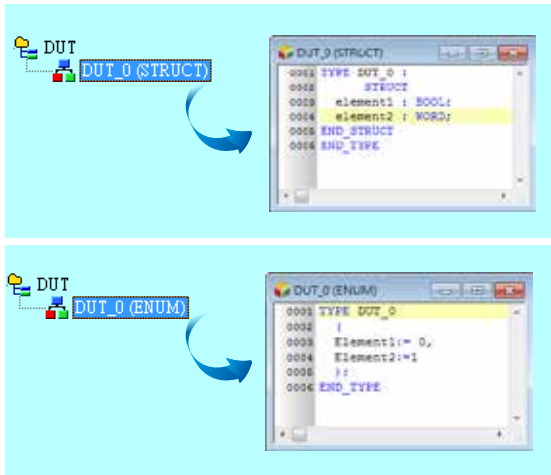 DUT
DUT_0 (STRUCT)
DUT_0 (STRUCT)
0001 TYPE DUT_0 :
0002 STRUCT
0003 element1 : BOOL;
0004 element2 : WORD;
0005 END_STRUCT
0006 END_TYPE
DUT
DUT_0 (ENUM)
DUT_0 (ENUM)
0001 TYPE DUT_0
0002 (
0003 Element1:= 0,
0004 Element2:=1
0005 );
0006 END_TYPE